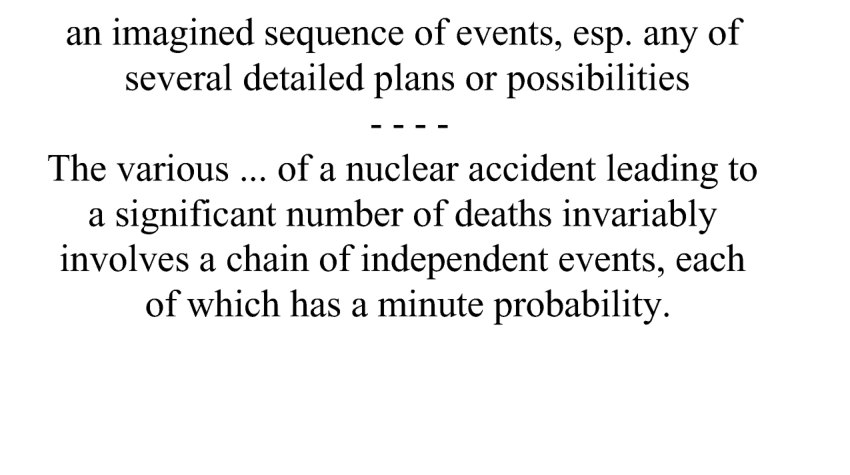 an imagined sequence of events, esp. any of
several detailed plans or possibilities
- - - -
The various ... of a nuclear accident leading to
a significant number of deaths invariably
involves a chain of independent events, each
of which has a minute probability.